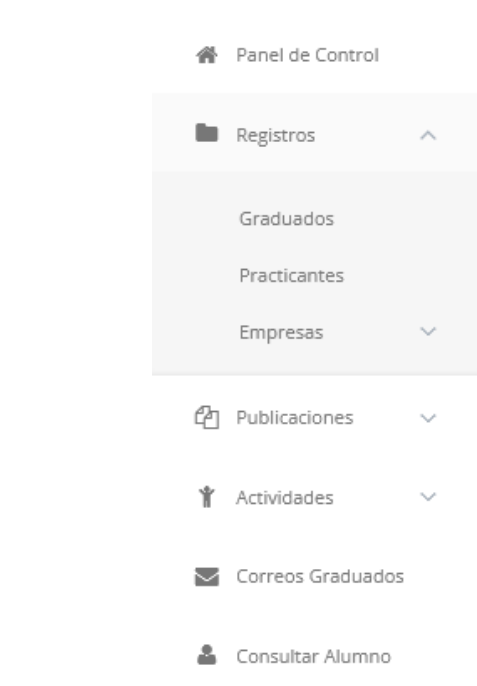 Panel de Control
Registros
Graduados
Practicantes
Empresas
Publicaciones
Actividades
Correos Graduados
Consultar Alumno